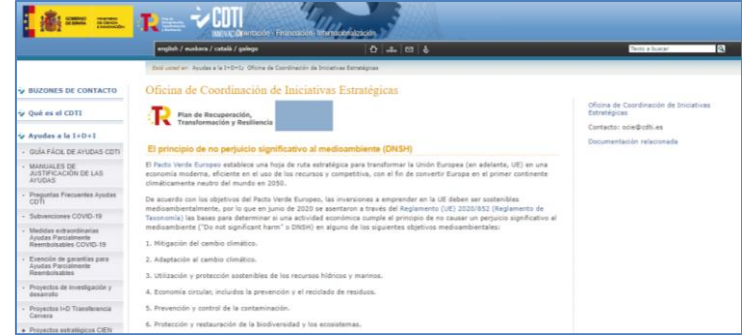 GOBIERNO
DE ESPAÑA
MINISTERIO
DE CIENCIA
E INNOVACIÓN
CDTI
english / euskera / català / galego
Texto a buscar
Está usted en: Ayudas a la I+D+i; Oficina de Coordinación de Iniciativas Estratégicas
BUZONES DE CONTACTO
Qué es el CDTI
Ayudas a la I+D+I
GUÍA FÁCIL DE AYUDAS CDTI
MANUALES DE
JUSTIFICACIÓN DE LAS
AYUDAS
Preguntas Frecuentes Ayudas
CDTI
Subvenciones COVID-19
Medidas extraordinarias
Ayudas Parcialmente
Reembolsables COVID-19
Exención de garantías para
Ayudas Parcialmente
Reembolsables
Proyectos de investigación y
desarrollo
Proyectos I+D Transferencia
Cervera
Proyectos estratégicos CIEN
Oficina de Coordinación de Iniciativas Estratégicas
Plan de Recuperación,
Transformación y Resiliencia
El principio de no perjuicio significativo al medioambiente (DNSH)
El Pacto Verde Europeo establece una hoja de ruta estratégica para transformar la Unión Europea (en adelante, UE) en una
economía moderna, eficiente en el uso de los recursos y competitiva, con el fin de convertir Europa en el primer continente
climáticamente neutro del mundo en 2050.
De acuerdo con los objetivos del Pacto Verde Europeo, las inversiones a emprender en la UE deben ser sostenibles
medioambientalmente, por lo que en junio de 2020 se asentaron a través del Reglamento (UE) 2020/852 (Reglamento de
Taxonomía) las bases para determinar si una actividad económica cumple el principio de no causar un perjuicio significativo al
medioambiente ("Do not significant harm" o DNSH) en alguno de los siguientes objetivos medioambientales:
1. Mitigación del cambio climático.
2. Adaptación al cambio climático.
3. Utilización y protección sostenibles de los recursos hídricos y marinos.
4. Economía circular, incluidos la prevención y el reciclado de residuos.
5. Prevención y control de la contaminación.
6. Protección y restauración de la biodiversidad y los ecosistemas.
Oficina de Coordinación de Iniciativas
Estratégicas
Contacto: ocie@cdti.es
Documentación relacionada